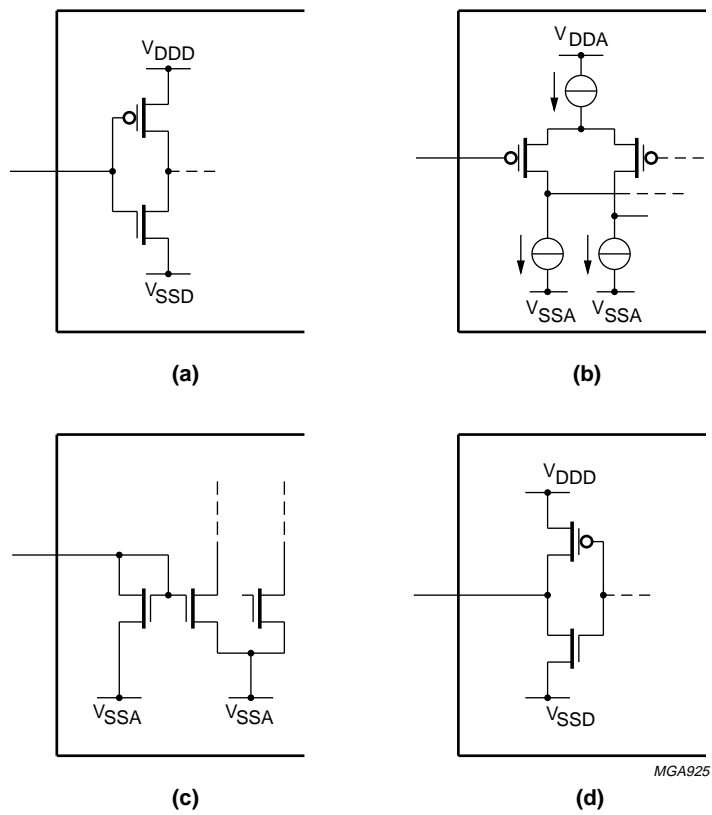 VDDD
VSSD
(a)
VDDA
VSSA VSSA
(b)
VSSA VSSA
(c)
VDDD
VSSD
MGA925
(d)